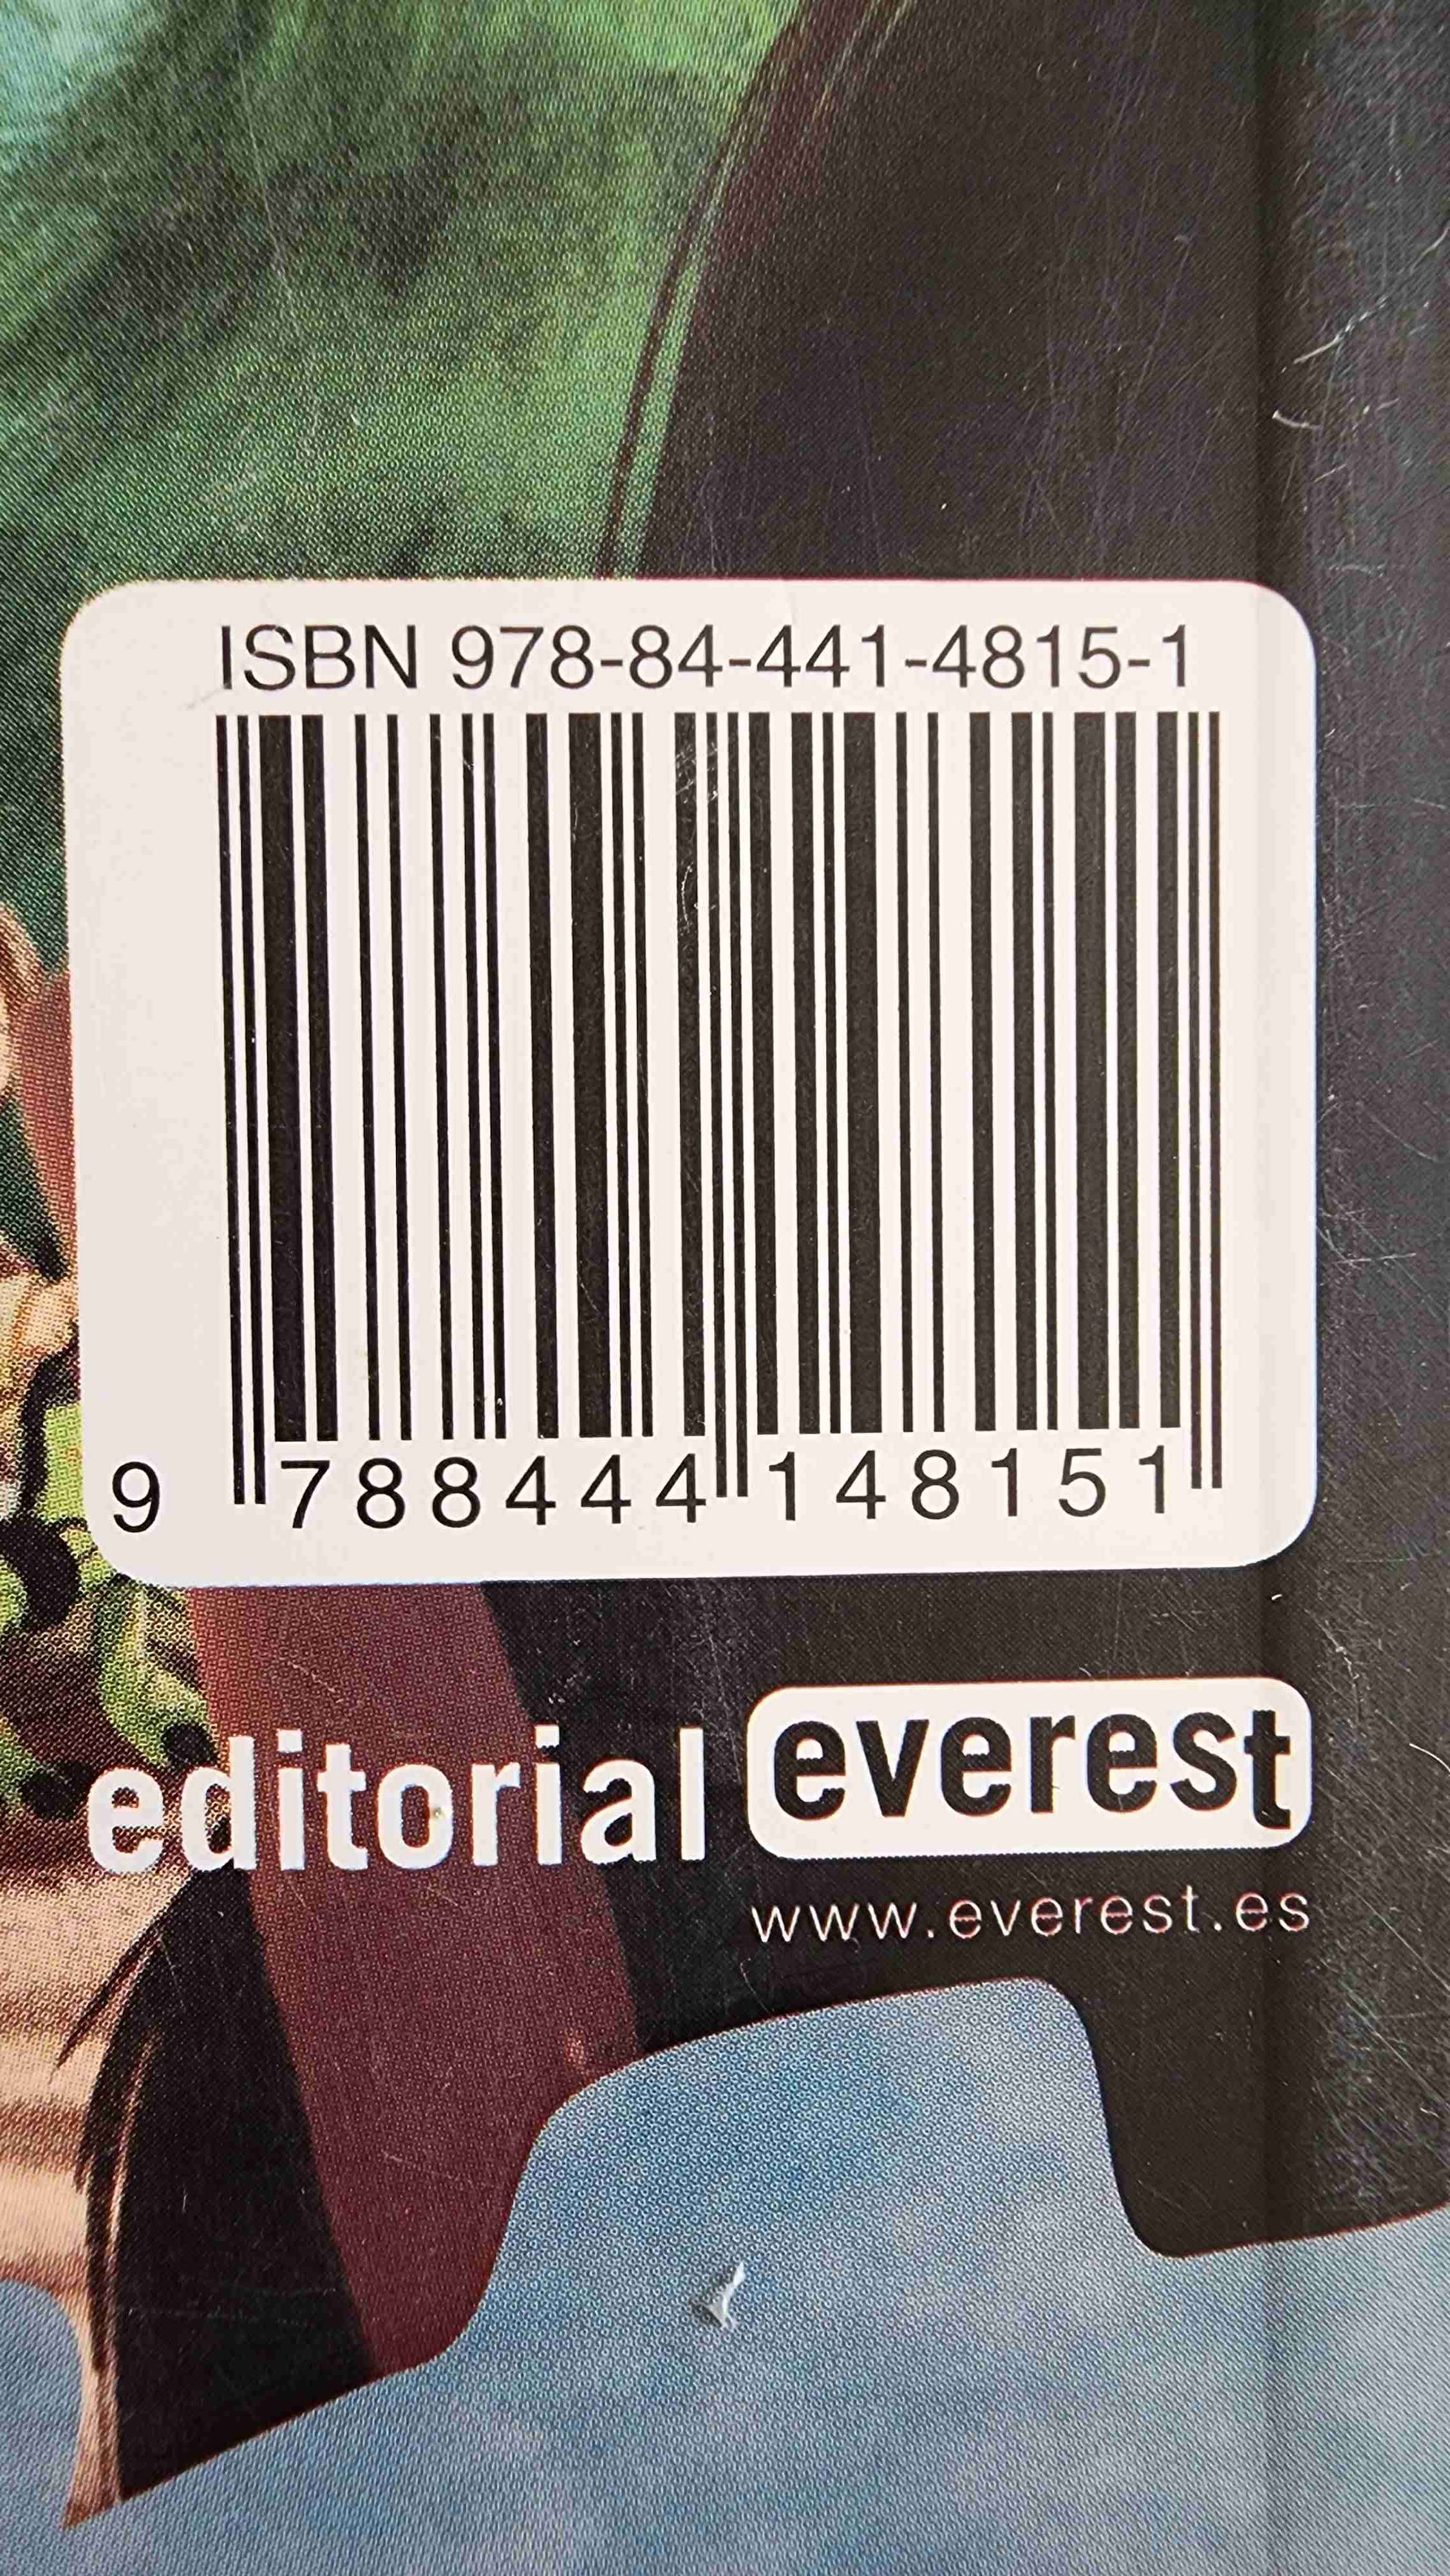 ISBN 978-84-441-4815-1
9 788444 148151
editorial everest
www.everest.es